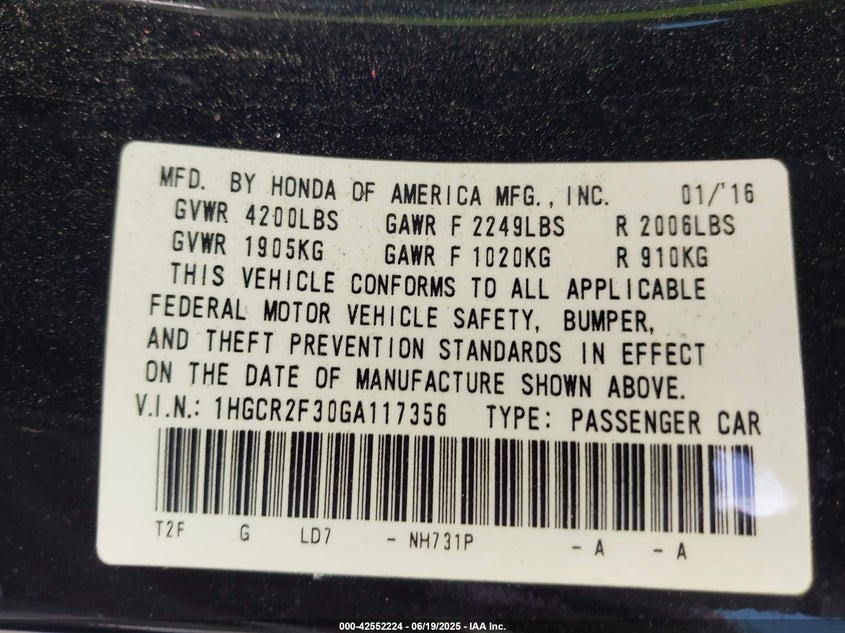 MFD. BY HONDA OF AMERICA MFG., INC. 01/'16
GVWR 4200LBS GAWR F 2249LBS R 2006LBS
GVWR 1905KG GAWR F 1020KG R 910KG
THIS VEHICLE CONFORMS TO ALL APPLICABLE
FEDERAL MOTOR VEHICLE SAFETY, BUMPER,
AND THEFT PREVENTION STANDARDS IN EFFECT
ON THE DATE OF MANUFACTURE SHOWN ABOVE.
V.I.N.: 1HGCR2F30GA117356 TYPE: PASSENGER CAR
T2F G LD7 - NH731P - A - A
000-42552224 | 06/19/2025 - IAA Inc.